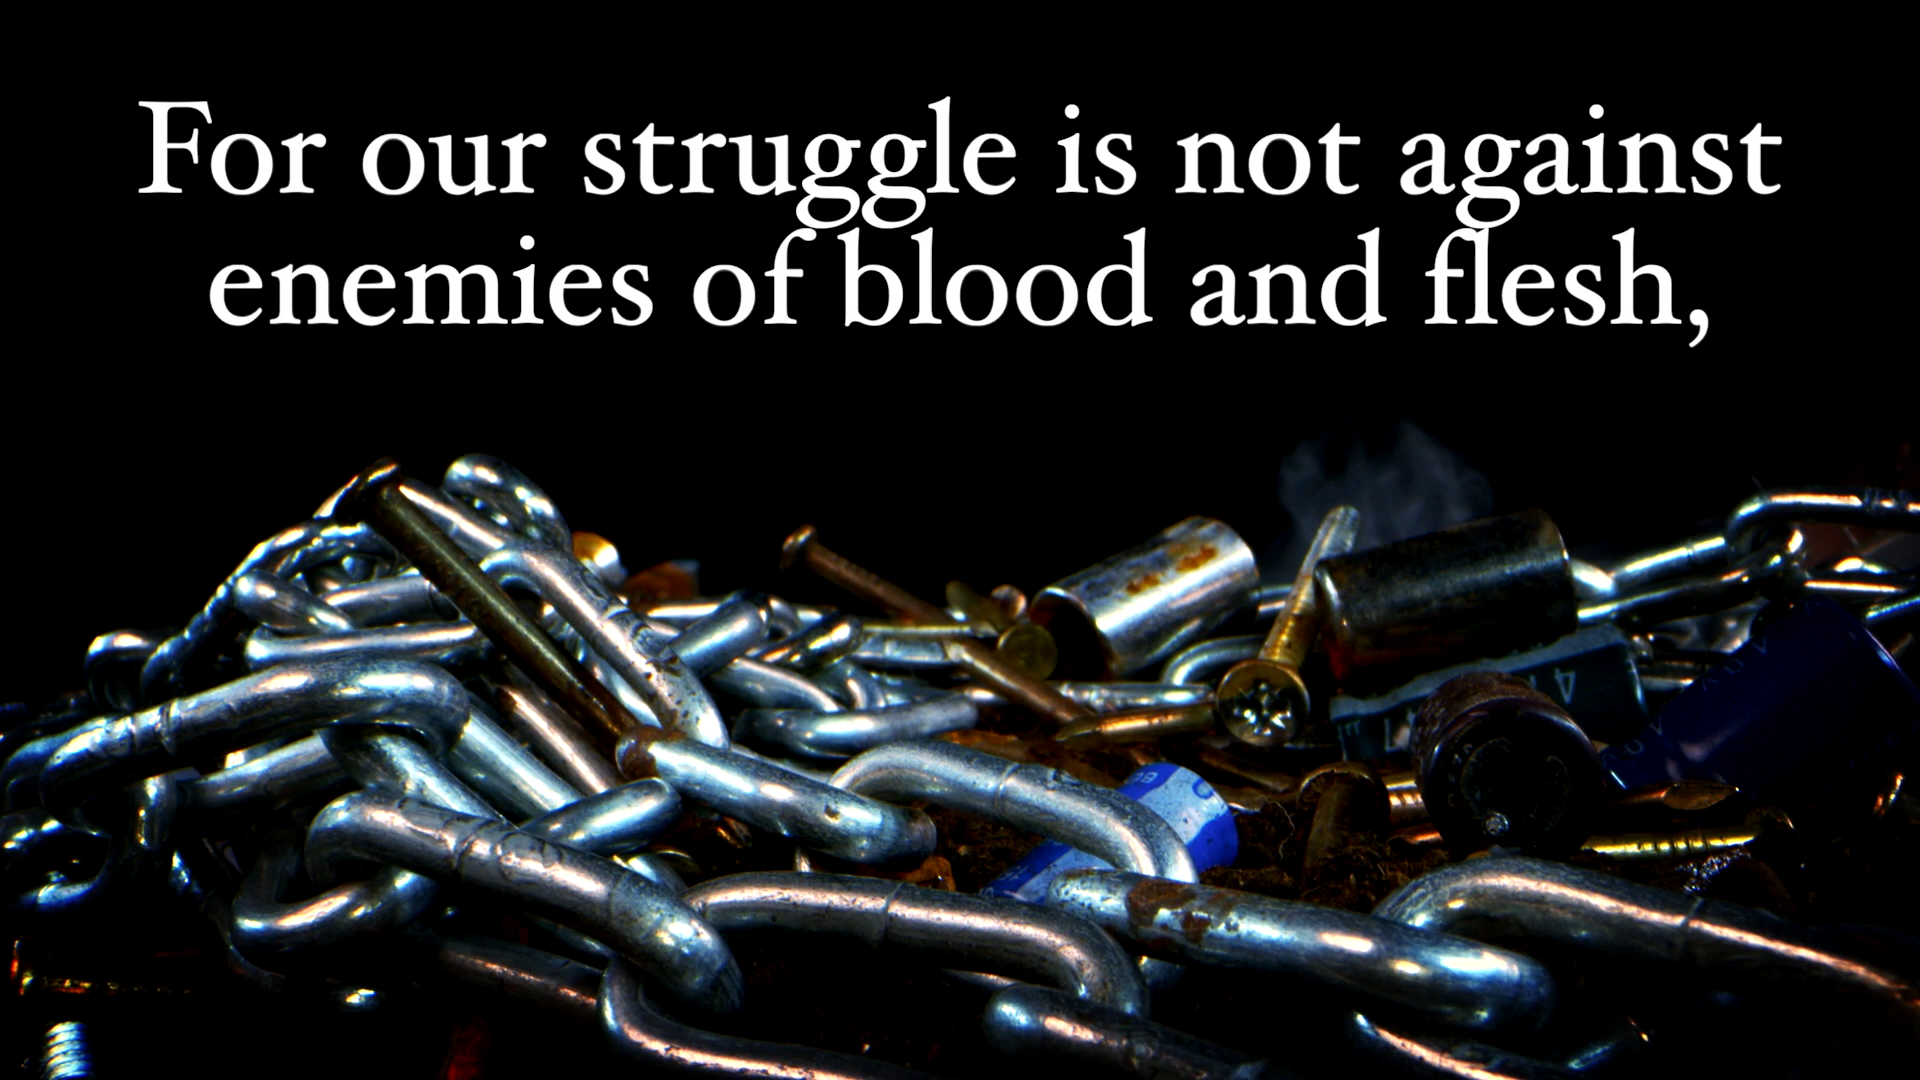 For our struggle is not against
enemies of blood and flesh,